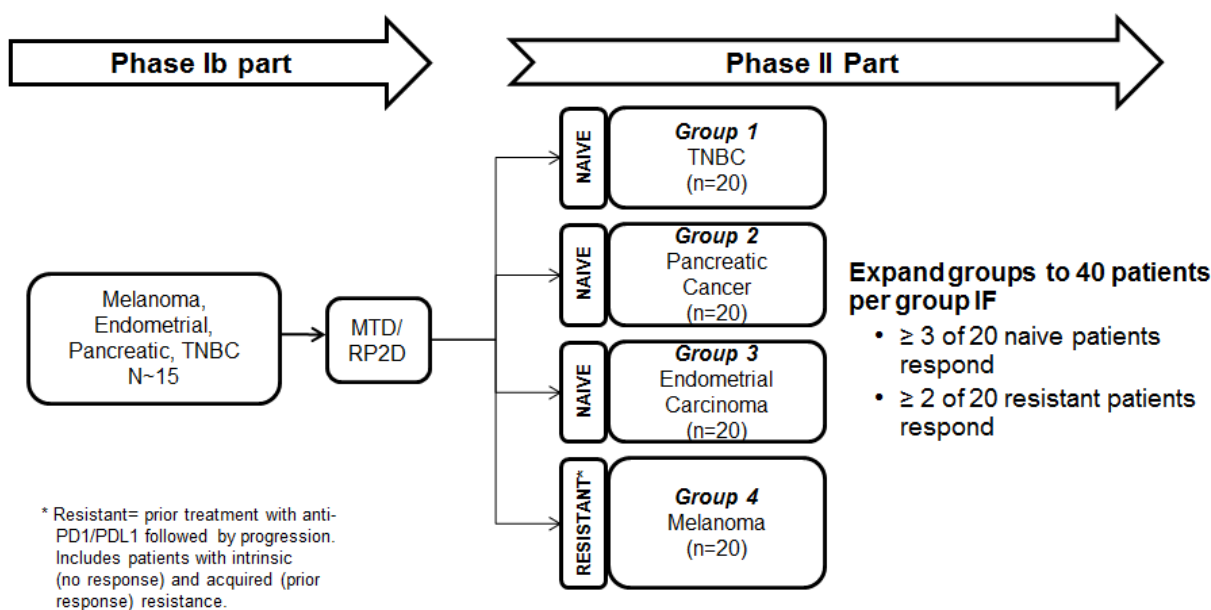 Phase Ib part
Phase II Part
Melanoma,
Endometrial,
Pancreatic, TNBC
N~15
MTD/
RP2D
NAIVE
Group 1
TNBC
(n=20)
NAIVE
Group 2
Pancreatic
Cancer
(n=20)
NAIVE
Group 3
Endometrial
Carcinoma
(n=20)
RESISTANT*
Group 4
Melanoma
(n=20)
Expand groups to 40 patients
per group IF
• ≥ 3 of 20 naive patients
respond
• ≥ 2 of 20 resistant patients
respond
* Resistant= prior treatment with anti-
PD1/PDL1 followed by progression.
Includes patients with intrinsic
(no response) and acquired (prior
response) resistance.